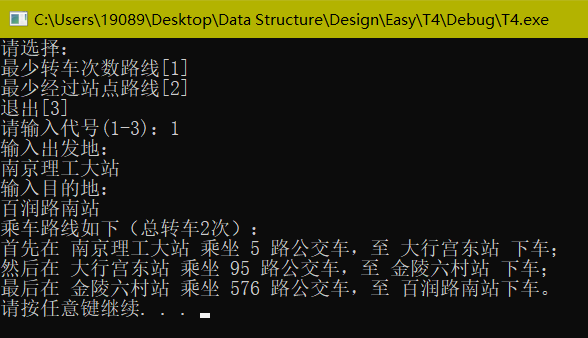 C:\Users\19089\Desktop\Data Structure\Design\Easy\T4\Debug\T4.exe
请选择：
最少转车次数路线[1]
最少经过站点路线[2]
退出[3]
请输入代号(1-3)：1
输入出发地：
南京理工大站
输入目的地：
百润路南站
乘车路线如下（总转车2次）：
首先在 南京理工大站 乘坐 5 路公交车，至 大行宫东站 下车；
然后在 大行宫东站 乘坐 95 路公交车，至 金陵六村站 下车；
最后在 金陵六村站 乘坐 576 路公交车，至 百润路南站下车。
请按任意键继续. . .